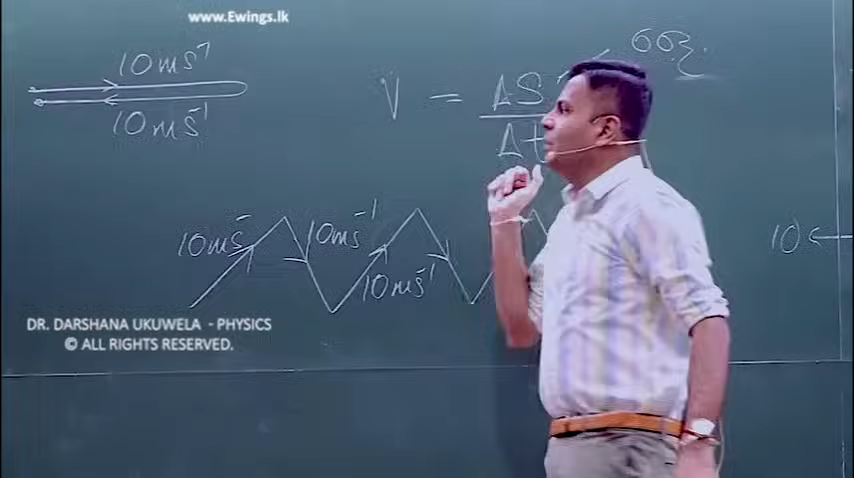 www.Ewings.lk
10ms⁻¹
10ms⁻¹
V = ΔS
Δt
10ms⁻
10ms⁻¹
10ms⁻¹
10
DR. DARSHANA UKUWELA - PHYSICS
© ALL RIGHTS RESERVED.